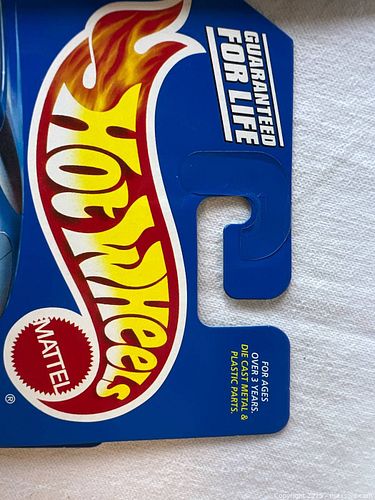 GUARANTEED
FOR LIFE
HOT WHEELS
MATTEL
®
FOR AGES
OVER 3 YEARS.
DIE CAST METAL &
PLASTIC PARTS.